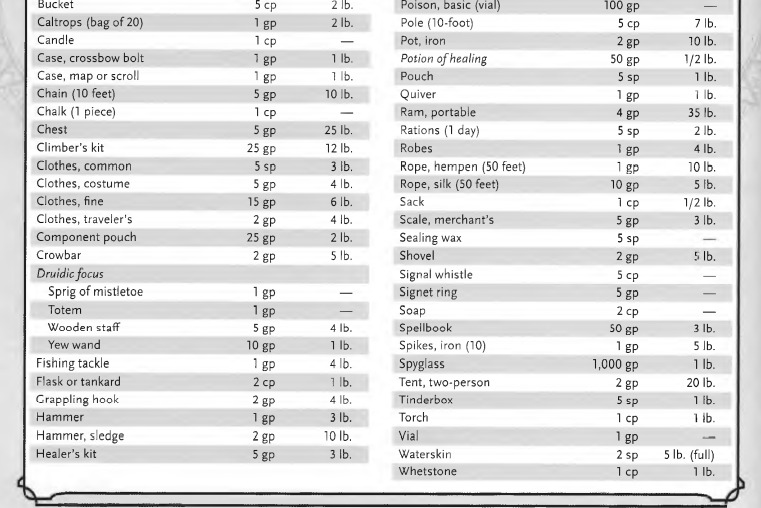 Bucket 5 cp 2 lb.
Caltrops (bag of 20) 1 gp 2 lb.
Candle 1 cp —
Case, crossbow bolt 1 gp 1 lb.
Case, map or scroll 1 gp 1 lb.
Chain (10 feet) 5 gp 10 lb.
Chalk (1 piece) 1 cp —
Chest 5 gp 25 lb.
Climber's kit 25 gp 12 lb.
Clothes, common 5 sp 3 lb.
Clothes, costume 5 gp 4 lb.
Clothes, fine 15 gp 6 lb.
Clothes, traveler's 2 gp 4 lb.
Component pouch 25 gp 2 lb.
Crowbar 2 gp 5 lb.
Druidic focus
Sprig of mistletoe 1 gp —
Totem 1 gp —
Wooden staff 5 gp 4 lb.
Yew wand 10 gp 1 lb.
Fishing tackle 1 gp 4 lb.
Flask or tankard 2 cp 1 lb.
Grappling hook 2 gp 4 lb.
Hammer 1 gp 3 lb.
Hammer, sledge 2 gp 10 lb.
Healer's kit 5 gp 3 lb.
Poison, basic (vial) 100 gp —
Pole (10-foot) 5 cp 7 lb.
Pot, iron 2 gp 10 lb.
Potion of healing 50 gp 1/2 lb.
Pouch 5 sp 1 lb.
Quiver 1 gp 1 lb.
Ram, portable 4 gp 35 lb.
Rations (1 day) 5 sp 2 lb.
Robes 1 gp 4 lb.
Rope, hempen (50 feet) 1 gp 10 lb.
Rope, silk (50 feet) 10 gp 5 lb.
Sack 1 cp 1/2 lb.
Scale, merchant's 5 gp 3 lb.
Sealing wax 5 sp —
Shovel 2 gp 5 lb.
Signal whistle 5 cp —
Signet ring 5 gp —
Soap 2 cp —
Spellbook 50 gp 3 lb.
Spikes, iron (10) 1 gp 5 lb.
Spyglass 1,000 gp 1 lb.
Tent, two-person 2 gp 20 lb.
Tinderbox 5 sp 1 lb.
Torch 1 cp 1 lb.
Vial 1 gp —
Waterskin 2 sp 5 lb. (full)
Whetstone 1 cp 1 lb.